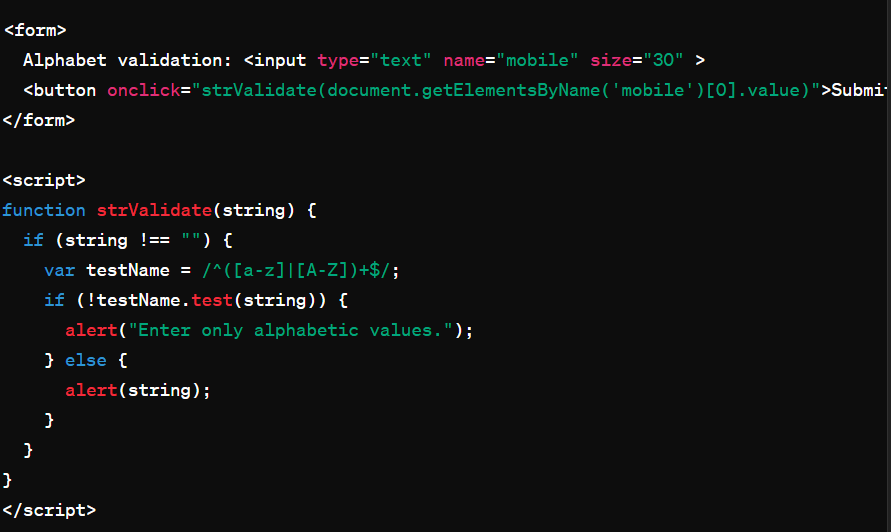 <form>
  Alphabet validation: <input type="text" name="mobile" size="30" >
  <button onclick="strValidate(document.getElementsByName('mobile')[0].value)">Submi
</form>

<script>
function strValidate(string) {
  if (string !== "") {
    var testName = /^([a-z]|[A-Z])+$/;
    if (!testName.test(string)) {
      alert("Enter only alphabetic values.");
    } else {
      alert(string);
    }
  }
}
</script>